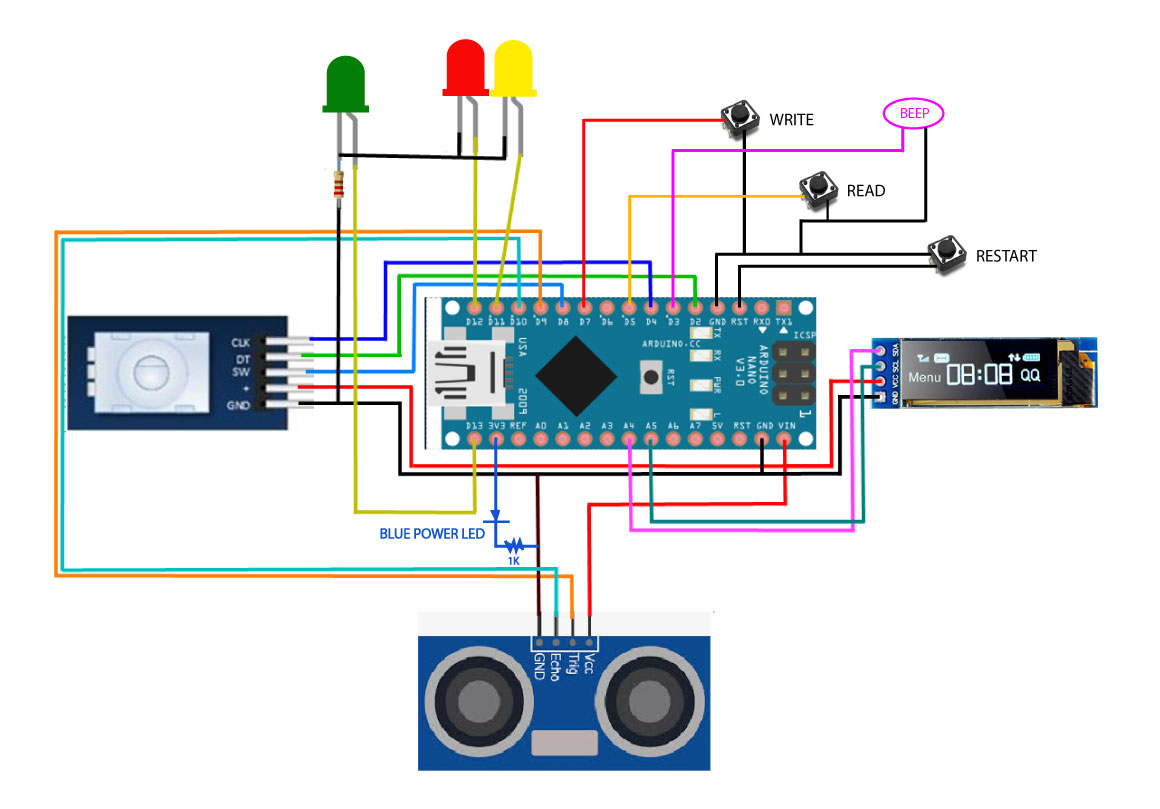 WRITE
BEEP
READ
RESTART
CLK
DT
SW
+
GND
D12 D11 D10 D9 D8 D7 D6 D5 D4 D3 D2 GND RST RX0 TX1
USA
2009
ARDUINO.CC
RST
TX
RX
PWR
L
ARDUINO
NANO
V3.0
ICSP
1
D13 3V3 REF A0 A1 A2 A3 A4 A5 A6 A7 5V RST GND VIN
GND VCC SCL SDA
Menu 08:08 QQ
BLUE POWER LED
1K
GND
Echo
Trig
Vcc